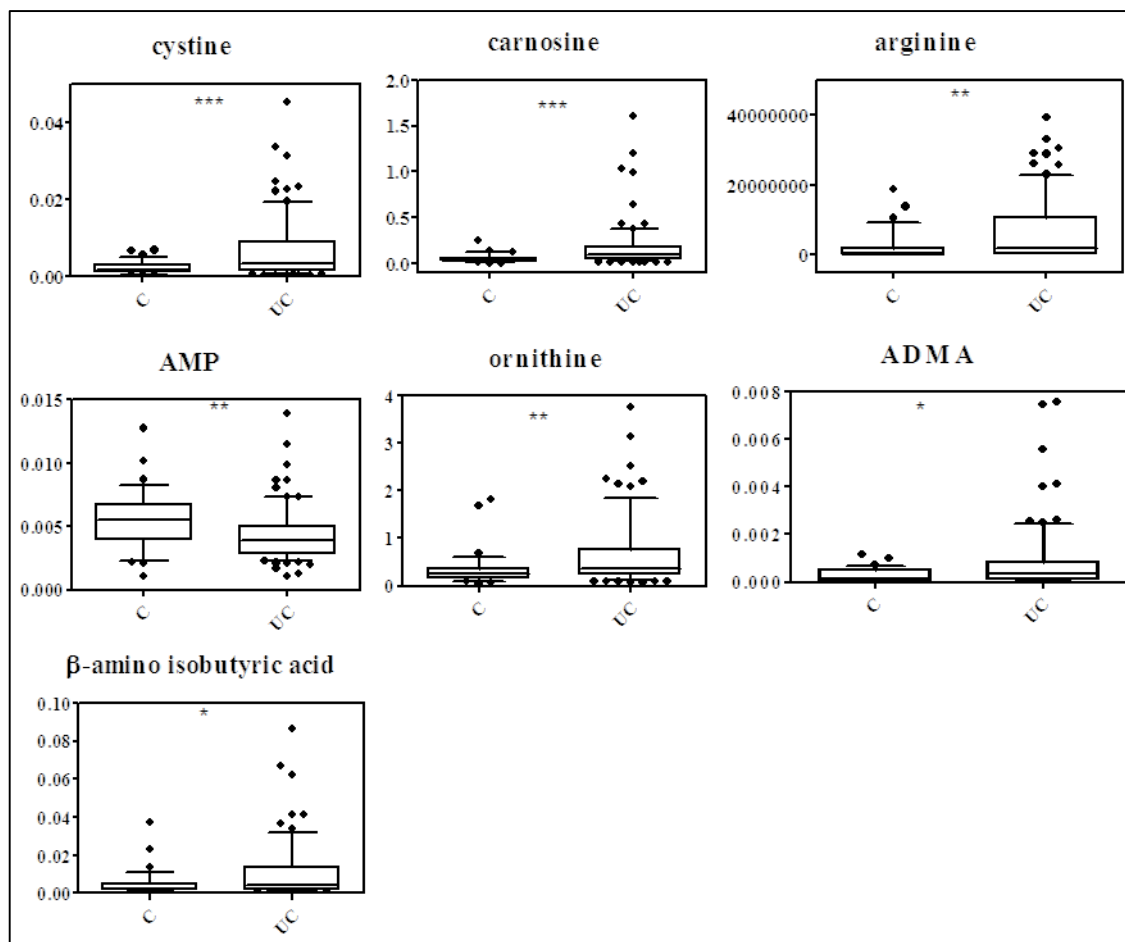 cystine
***
0.04
0.02
0.00
C
UC
carnosine
***
2.0
1.5
1.0
0.5
0.0
C
UC
arginine
**
40000000
20000000
0
C
UC
AMP
**
0.015
0.010
0.005
0.000
C
UC
ornithine
**
4
3
2
1
0
C
UC
ADMA
*
0.008
0.006
0.004
0.002
0.000
C
UC
β-amino isobutyric acid
*
0.10
0.08
0.06
0.04
0.02
0.00
C
UC